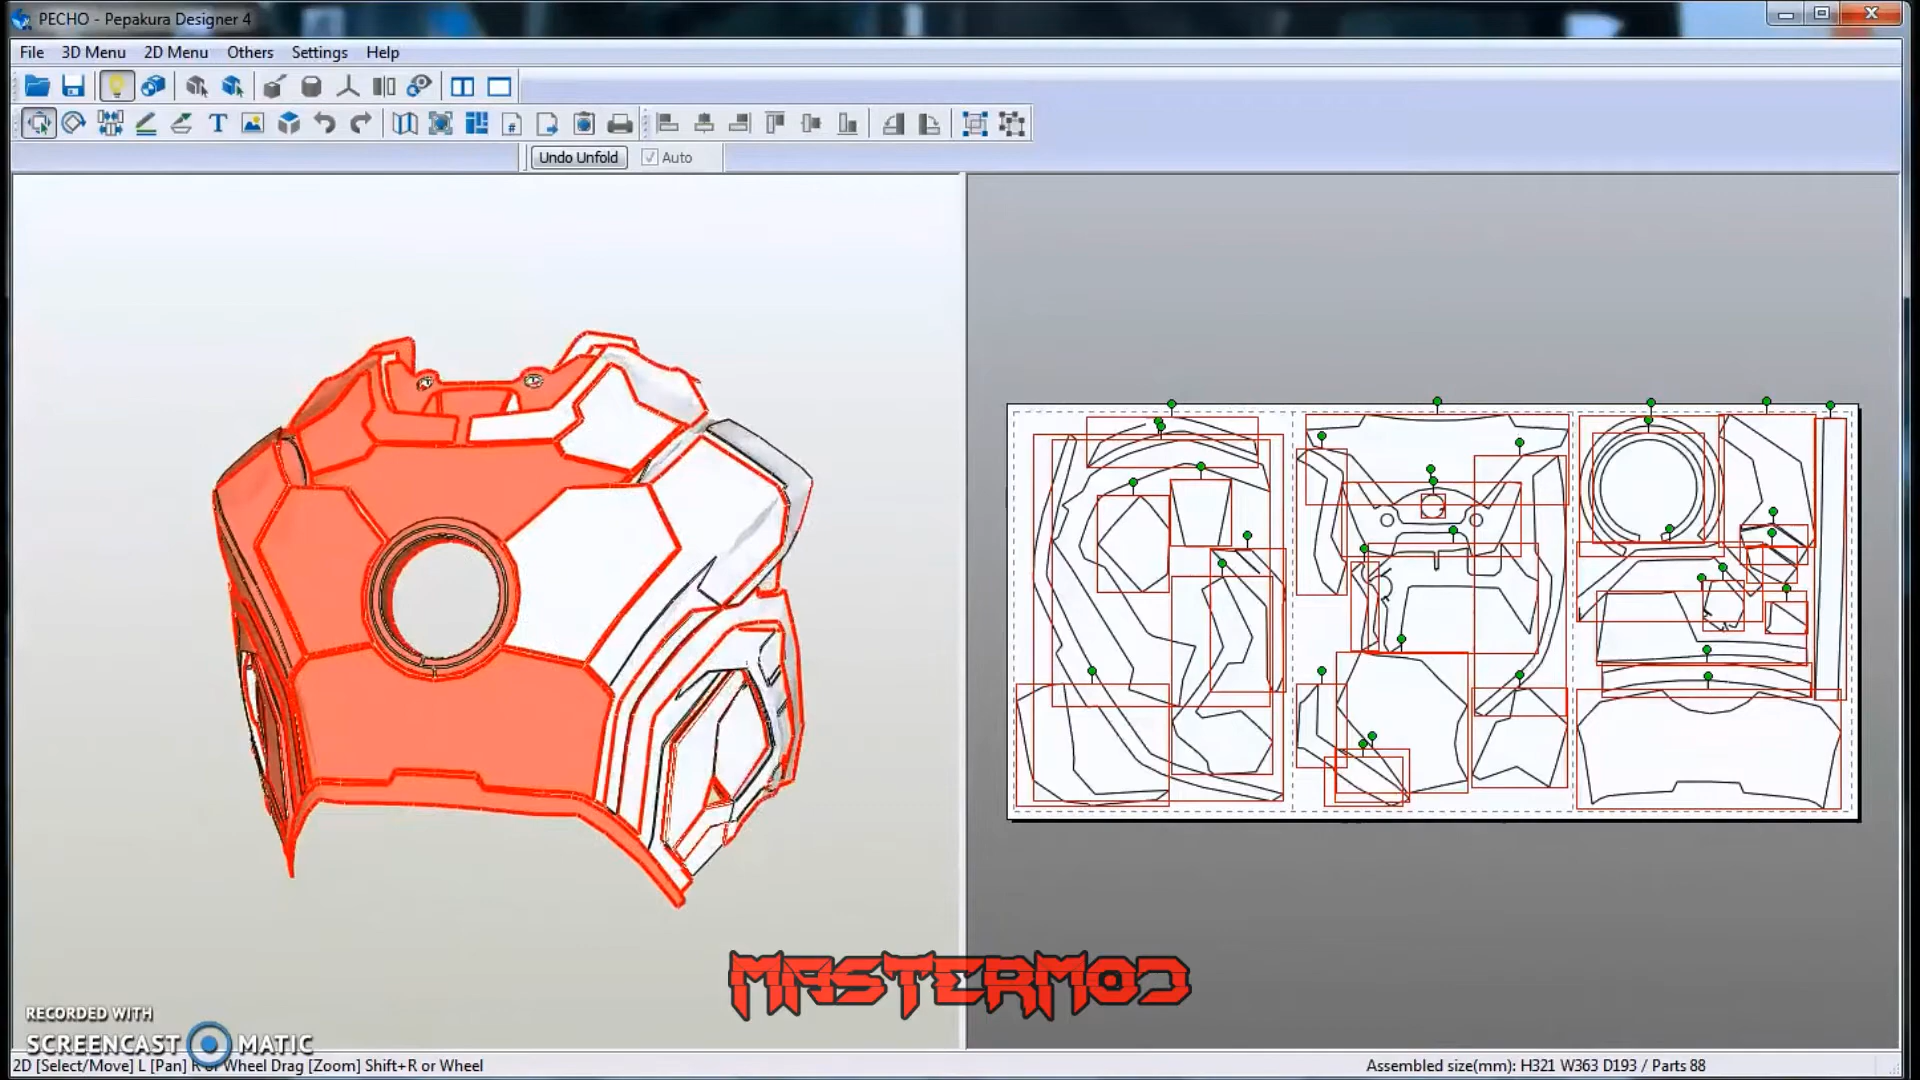 PECHO - Pepakura Designer 4
File 3D Menu 2D Menu Others Settings Help
Undo Unfold Auto
MASTERMOD
RECORDED WITH
SCREENCAST MATIC
2D [Select/Move] L [Pan] R or Wheel Drag [Zoom] Shift+R or Wheel
Assembled size(mm): H321 W363 D193 / Parts 88